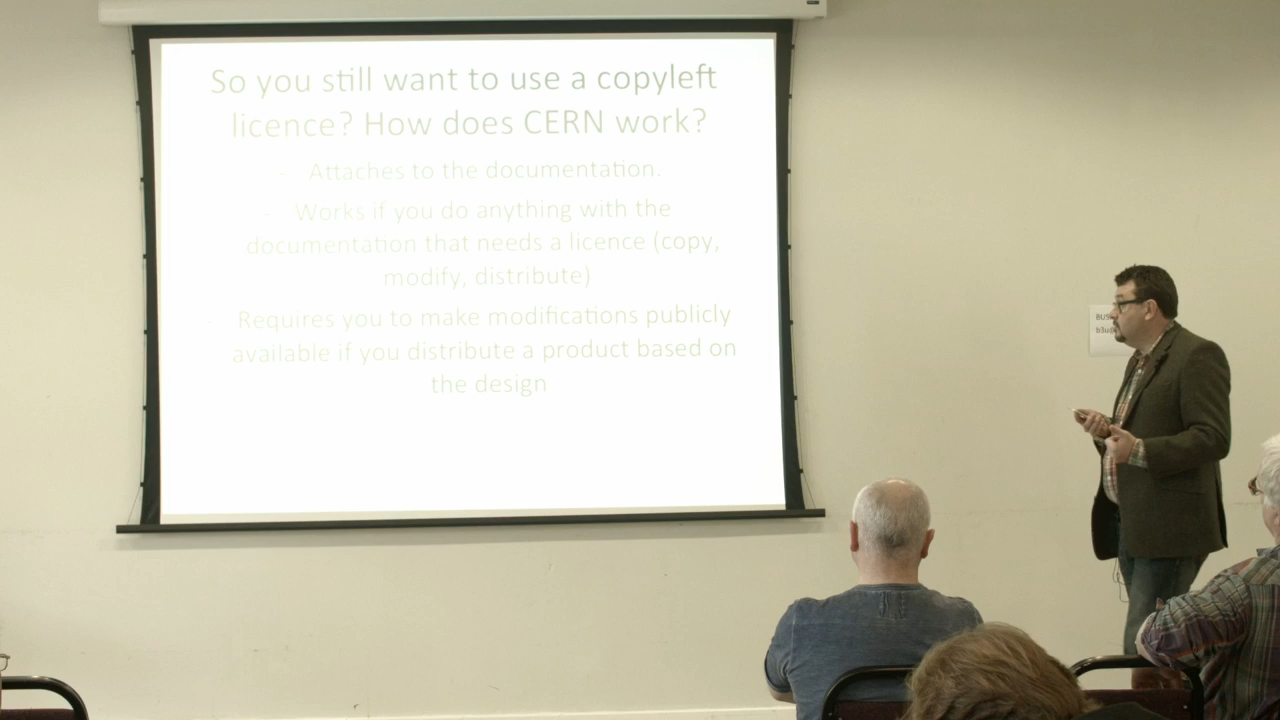 So you still want to use a copyleft
licence? How does CERN work?
- Attaches to the documentation.
- Works if you do anything with the
documentation that needs a licence (copy,
modify, distribute)
- Requires you to make modifications publicly
available if you distribute a product based on
the design